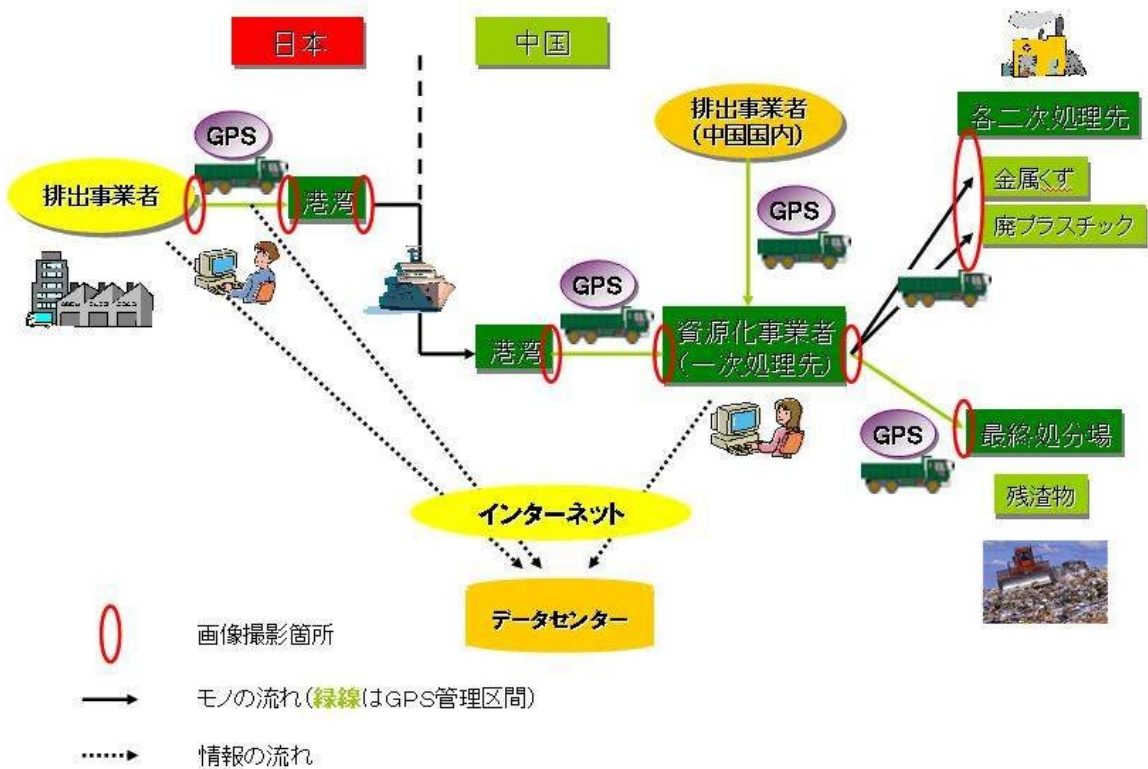 日本
中国
排出事業者
(中国国内)
各二次処理先
GPS
金属くず
排出事業者
港湾
GPS
廃プラスチック
GPS
港湾
資源化事業者
(一次処理先)
GPS
最終処分場
残渣物
インターネット
データセンター
画像撮影箇所
モノの流れ(緑線はGPS管理区間)
情報の流れ